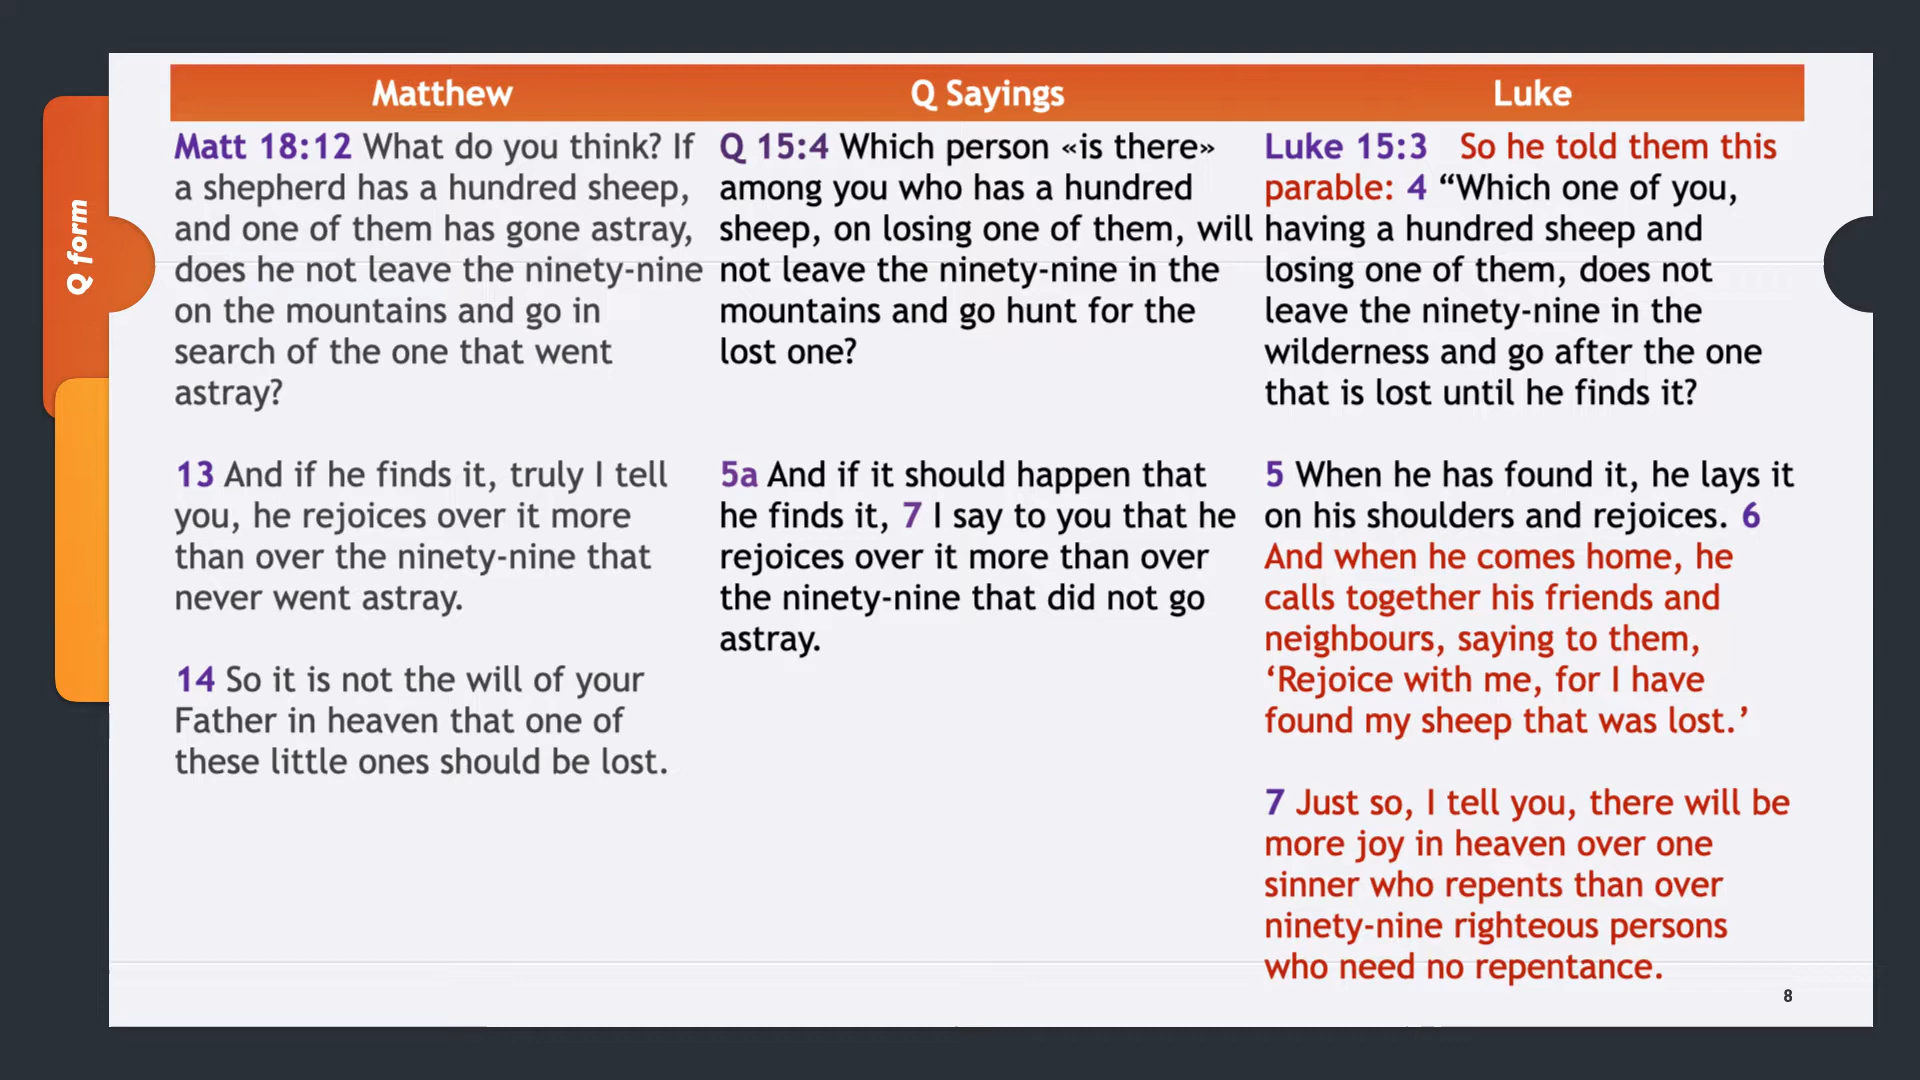 Q form
Matthew
Q Sayings
Luke
Matt 18:12 What do you think? If
a shepherd has a hundred sheep,
and one of them has gone astray,
does he not leave the ninety-nine
on the mountains and go in
search of the one that went
astray?
13 And if he finds it, truly I tell
you, he rejoices over it more
than over the ninety-nine that
never went astray.
14 So it is not the will of your
Father in heaven that one of
these little ones should be lost.
Q 15:4 Which person «is there»
among you who has a hundred
sheep, on losing one of them, will
not leave the ninety-nine in the
mountains and go hunt for the
lost one?
5a And if it should happen that
he finds it, 7 I say to you that he
rejoices over it more than over
the ninety-nine that did not go
astray.
Luke 15:3 So he told them this
parable: 4 “Which one of you,
having a hundred sheep and
losing one of them, does not
leave the ninety-nine in the
wilderness and go after the one
that is lost until he finds it?
5 When he has found it, he lays it
on his shoulders and rejoices. 6
And when he comes home, he
calls together his friends and
neighbours, saying to them,
‘Rejoice with me, for I have
found my sheep that was lost.’
7 Just so, I tell you, there will be
more joy in heaven over one
sinner who repents than over
ninety-nine righteous persons
who need no repentance.
8